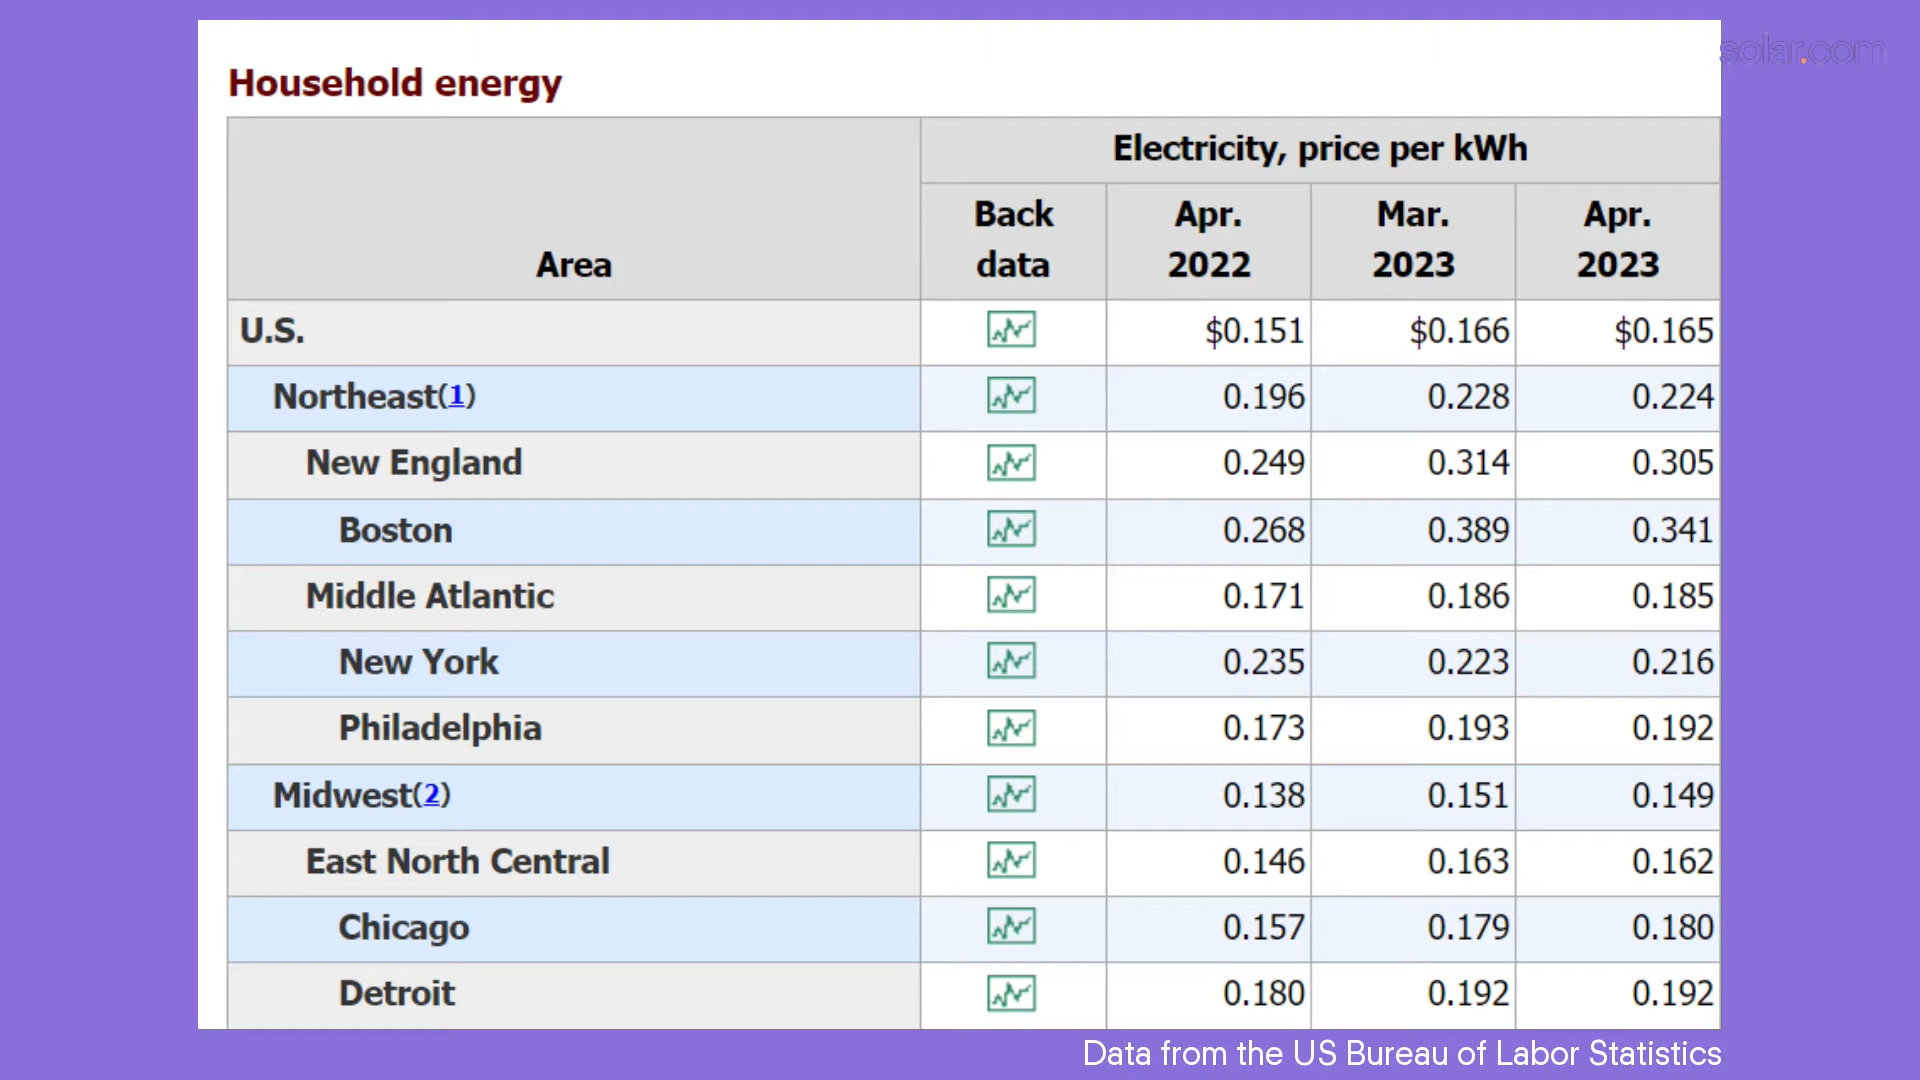 solar.com
Household energy
Electricity, price per kWh
Area Back data Apr. 2022 Mar. 2023 Apr. 2023
U.S. $0.151 $0.166 $0.165
Northeast(1) 0.196 0.228 0.224
New England 0.249 0.314 0.305
Boston 0.268 0.389 0.341
Middle Atlantic 0.171 0.186 0.185
New York 0.235 0.223 0.216
Philadelphia 0.173 0.193 0.192
Midwest(2) 0.138 0.151 0.149
East North Central 0.146 0.163 0.162
Chicago 0.157 0.179 0.180
Detroit 0.180 0.192 0.192
Data from the US Bureau of Labor Statistics